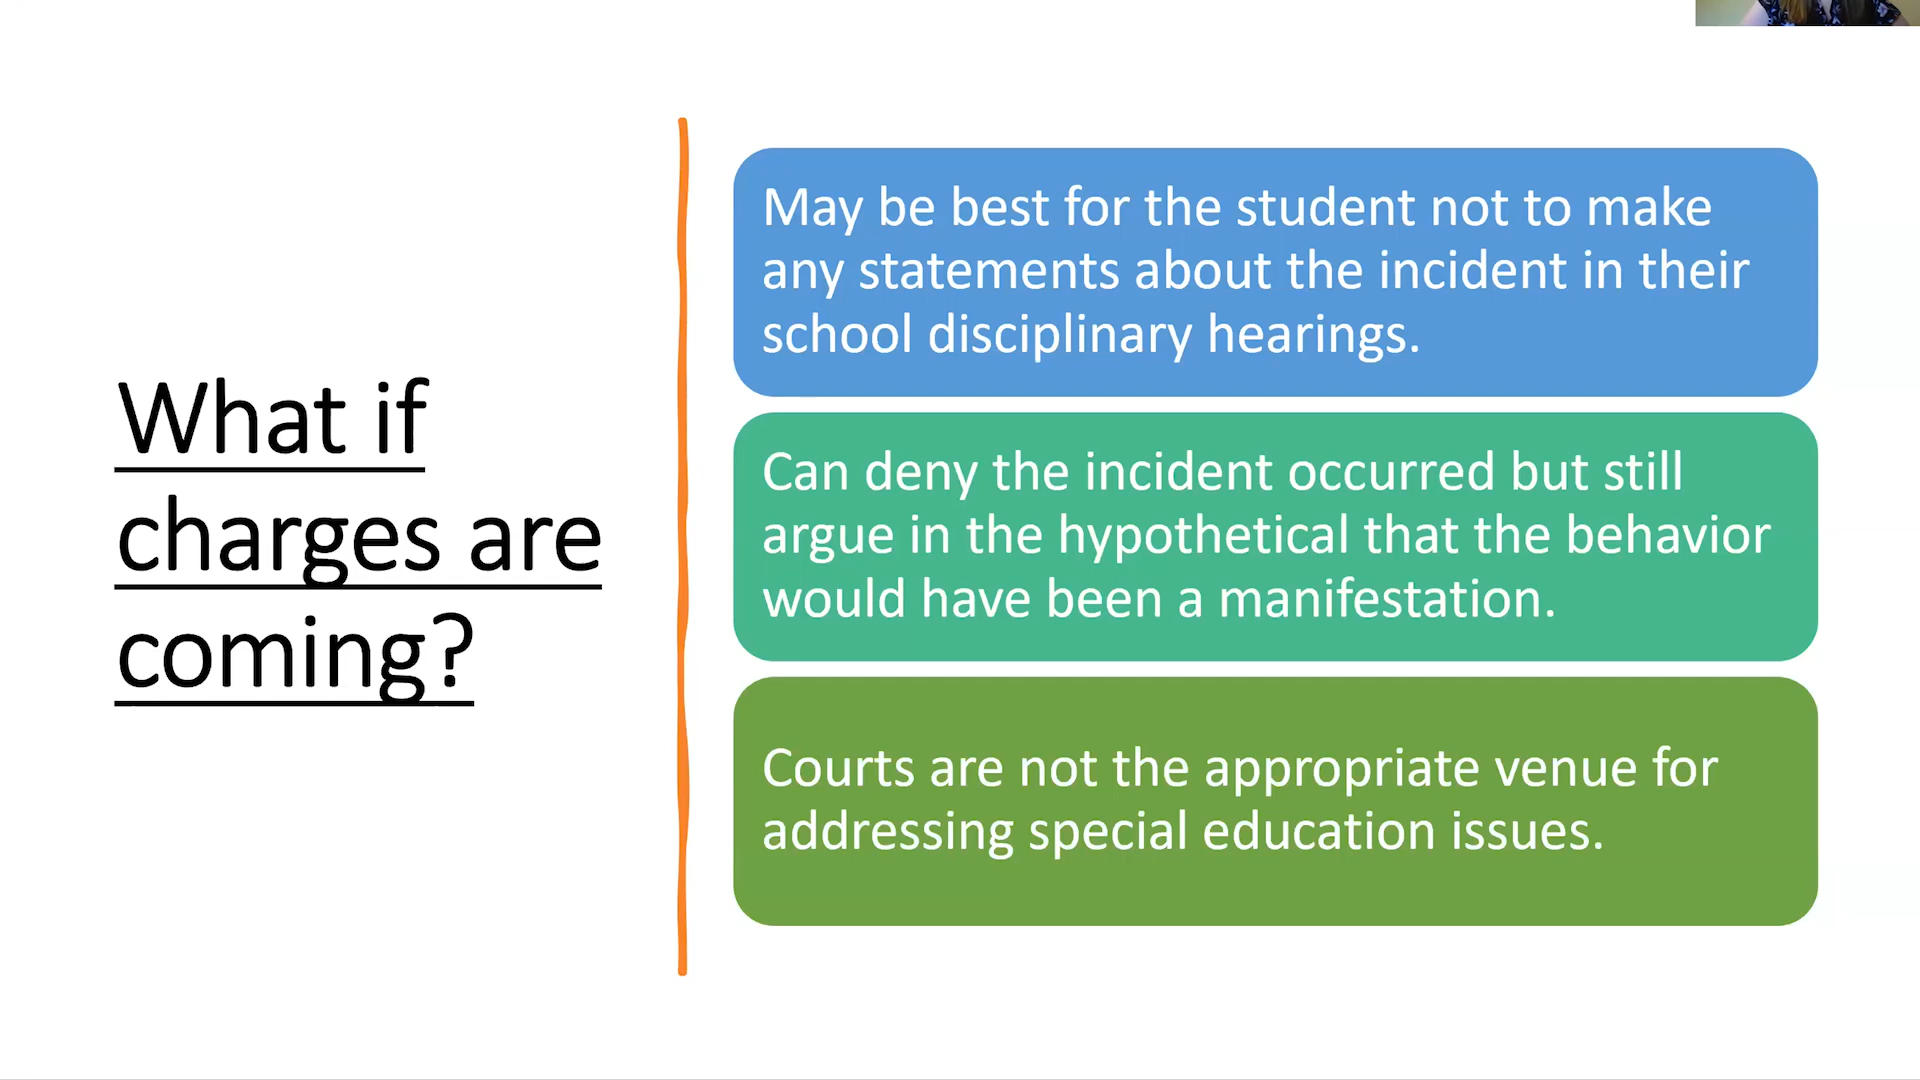 What if
charges are
coming?
May be best for the student not to make
any statements about the incident in their
school disciplinary hearings.
Can deny the incident occurred but still
argue in the hypothetical that the behavior
would have been a manifestation.
Courts are not the appropriate venue for
addressing special education issues.